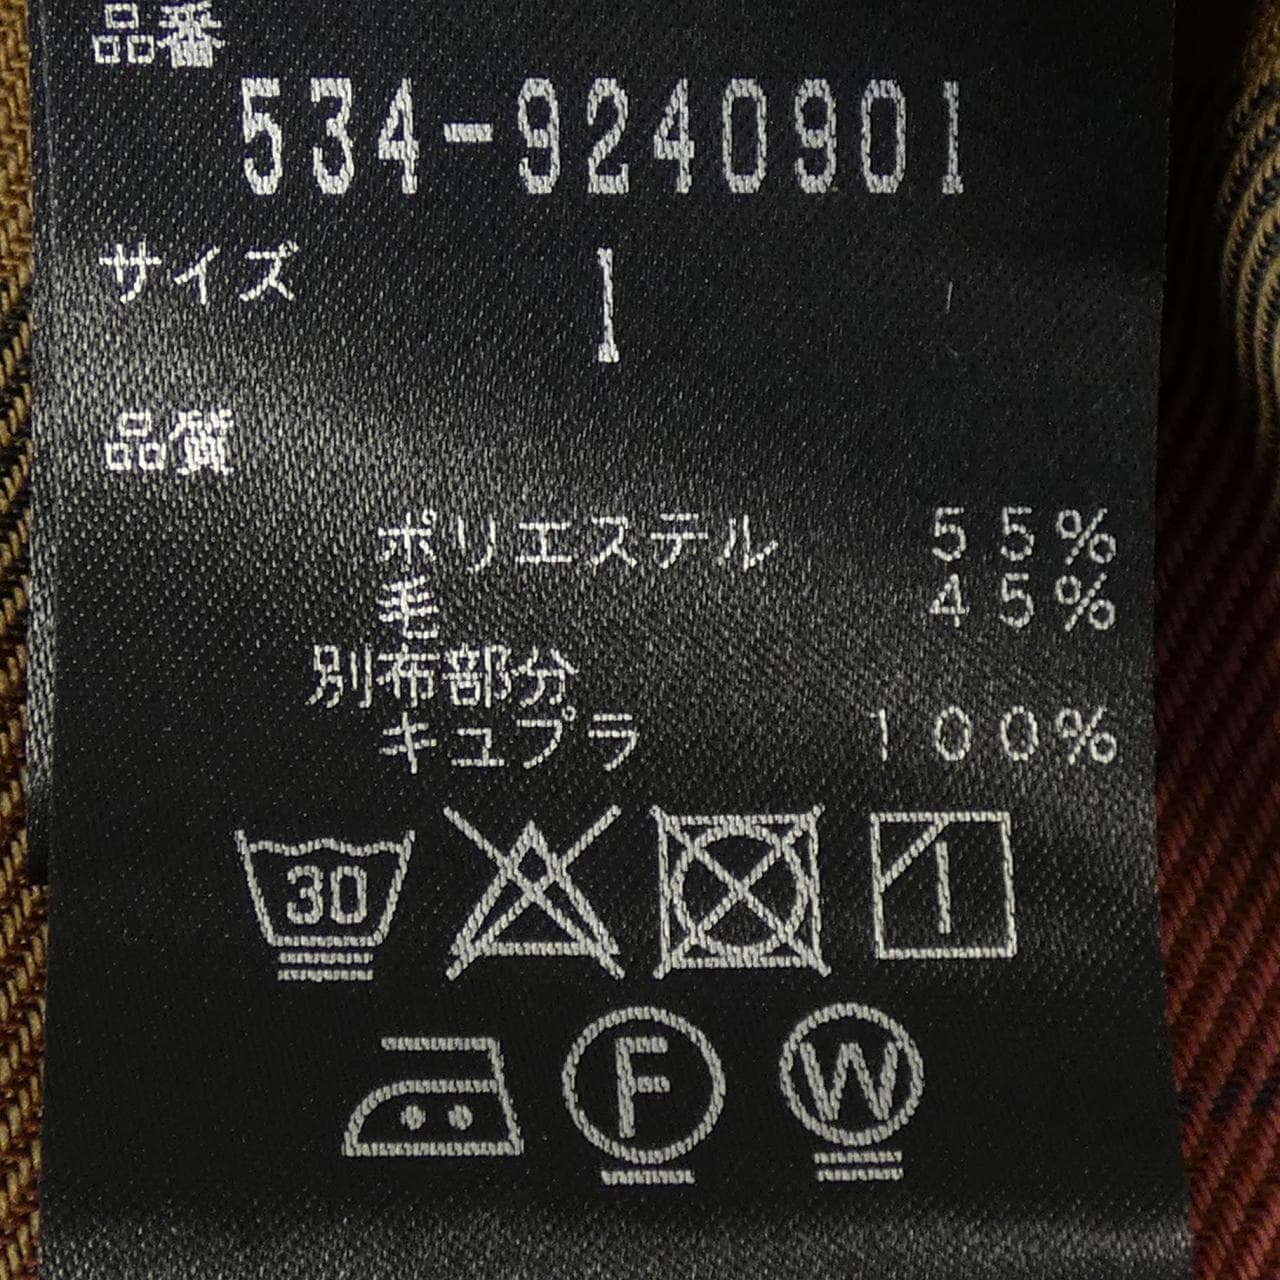 品番
534-9240901
サイズ 1
品質
ポリエステル 55%
毛 45%
別布部分
キュプラ 100%
30
F W